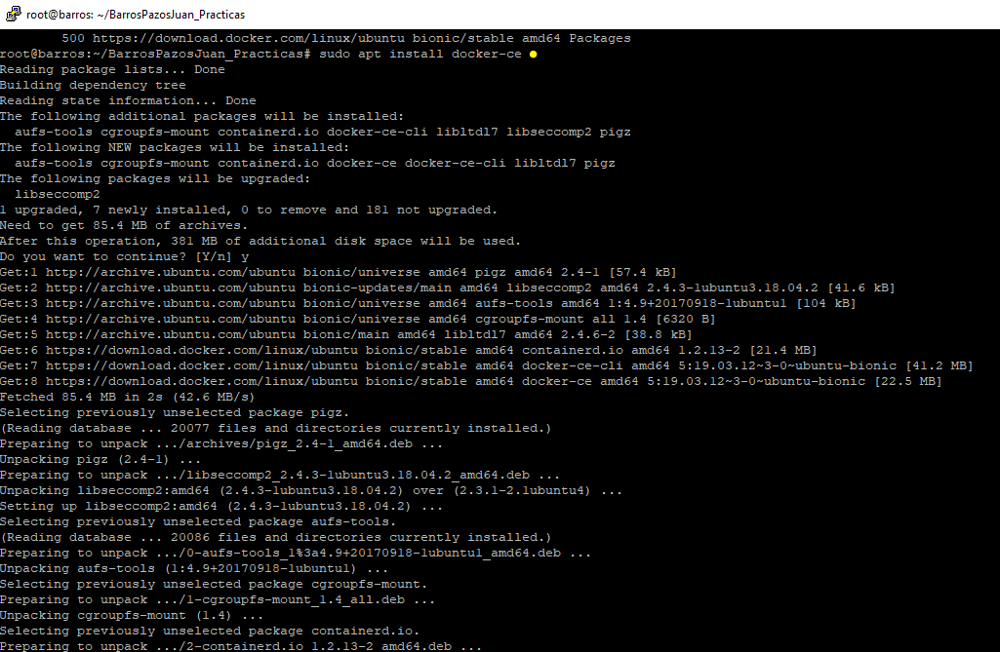 root@barros: ~/BarrosPazosJuan_Practicas
500 https://download.docker.com/linux/ubuntu bionic/stable amd64 Packages
root@barros:~/BarrosPazosJuan_Practicas# sudo apt install docker-ce
Reading package lists... Done
Building dependency tree
Reading state information... Done
The following additional packages will be installed:
  aufs-tools cgroupfs-mount containerd.io docker-ce-cli libltdl7 libseccomp2 pigz
The following NEW packages will be installed:
  aufs-tools cgroupfs-mount containerd.io docker-ce docker-ce-cli libltdl7 pigz
The following packages will be upgraded:
  libseccomp2
1 upgraded, 7 newly installed, 0 to remove and 181 not upgraded.
Need to get 85.4 MB of archives.
After this operation, 381 MB of additional disk space will be used.
Do you want to continue? [Y/n] y
Get:1 http://archive.ubuntu.com/ubuntu bionic/universe amd64 pigz amd64 2.4-1 [57.4 kB]
Get:2 http://archive.ubuntu.com/ubuntu bionic-updates/main amd64 libseccomp2 amd64 2.4.3-1ubuntu3.18.04.2 [41.6 kB]
Get:3 http://archive.ubuntu.com/ubuntu bionic/universe amd64 aufs-tools amd64 1:4.9+20170918-1ubuntu1 [104 kB]
Get:4 http://archive.ubuntu.com/ubuntu bionic/universe amd64 cgroupfs-mount all 1.4 [6320 B]
Get:5 http://archive.ubuntu.com/ubuntu bionic/main amd64 libltdl7 amd64 2.4.6-2 [38.8 kB]
Get:6 https://download.docker.com/linux/ubuntu bionic/stable amd64 containerd.io amd64 1.2.13-2 [21.4 MB]
Get:7 https://download.docker.com/linux/ubuntu bionic/stable amd64 docker-ce-cli amd64 5:19.03.12~3-0~ubuntu-bionic [41.2 MB]
Get:8 https://download.docker.com/linux/ubuntu bionic/stable amd64 docker-ce amd64 5:19.03.12~3-0~ubuntu-bionic [22.5 MB]
Fetched 85.4 MB in 2s (42.6 MB/s)
Selecting previously unselected package pigz.
(Reading database ... 20077 files and directories currently installed.)
Preparing to unpack .../archives/pigz_2.4-1_amd64.deb ...
Unpacking pigz (2.4-1) ...
Preparing to unpack .../libseccomp2_2.4.3-1ubuntu3.18.04.2_amd64.deb ...
Unpacking libseccomp2:amd64 (2.4.3-1ubuntu3.18.04.2) over (2.3.1-2.1ubuntu4) ...
Setting up libseccomp2:amd64 (2.4.3-1ubuntu3.18.04.2) ...
Selecting previously unselected package aufs-tools.
(Reading database ... 20086 files and directories currently installed.)
Preparing to unpack .../0-aufs-tools_1%3a4.9+20170918-1ubuntu1_amd64.deb ...
Unpacking aufs-tools (1:4.9+20170918-1ubuntu1) ...
Selecting previously unselected package cgroupfs-mount.
Preparing to unpack .../1-cgroupfs-mount_1.4_all.deb ...
Unpacking cgroupfs-mount (1.4) ...
Selecting previously unselected package containerd.io.
Preparing to unpack .../2-containerd.io_1.2.13-2_amd64.deb ...